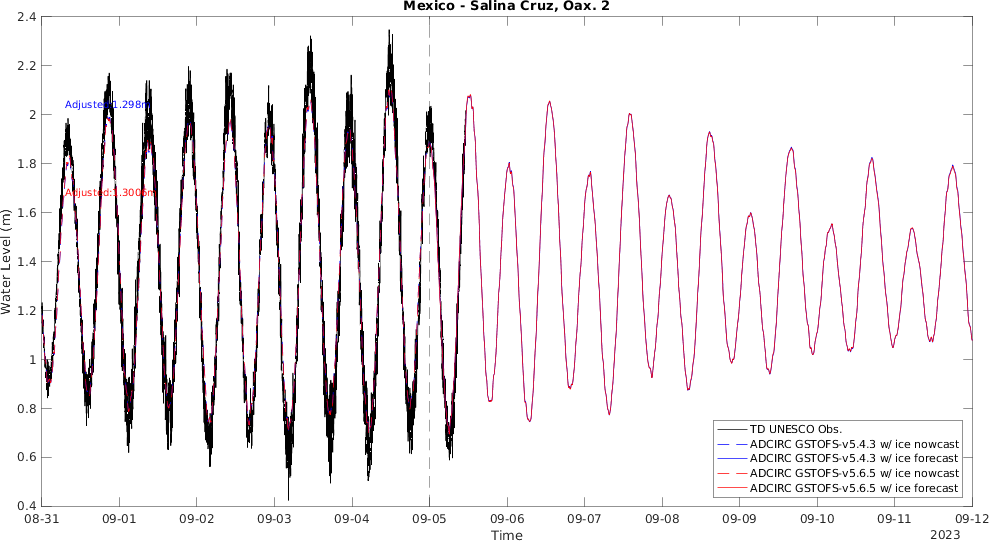 Mexico - Salina Cruz, Oax. 2
2.4
2.2
2
1.8
1.6
1.4
1.2
1
0.8
0.6
0.4
Water Level (m)
Adjusted:1.298m
Adjusted:1.3006m
TD UNESCO Obs.
ADCIRC GSTOFS-v5.4.3 w/ ice nowcast
ADCIRC GSTOFS-v5.4.3 w/ ice forecast
ADCIRC GSTOFS-v5.6.5 w/ ice nowcast
ADCIRC GSTOFS-v5.6.5 w/ ice forecast
08-31 09-01 09-02 09-03 09-04 09-05 09-06 09-07 09-08 09-09 09-10 09-11 09-12
Time
2023